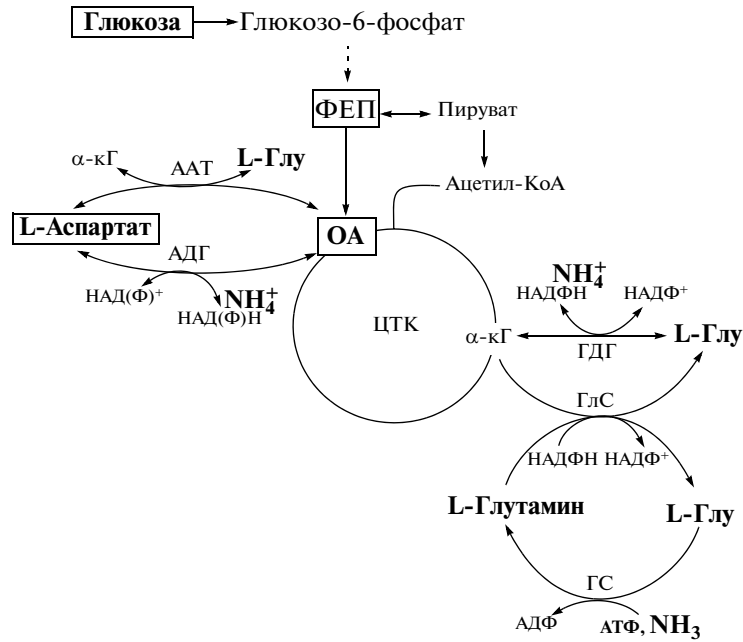 Глюкоза Глюкозо-6-фосфат
ФЕП Пируват
α-кГ ААТ L-Глу
Ацетил-КоА
L-Аспартат ОА
АДГ
НАД(Ф)⁺ NH₄⁺
НАД(Ф)Н
ЦТК
NH₄⁺
НАДФН НАДФ⁺
α-кГ ГДГ L-Глу
ГлС
НАДФН НАДФ⁺
L-Глутамин L-Глу
ГС
АДФ АТФ, NH₃